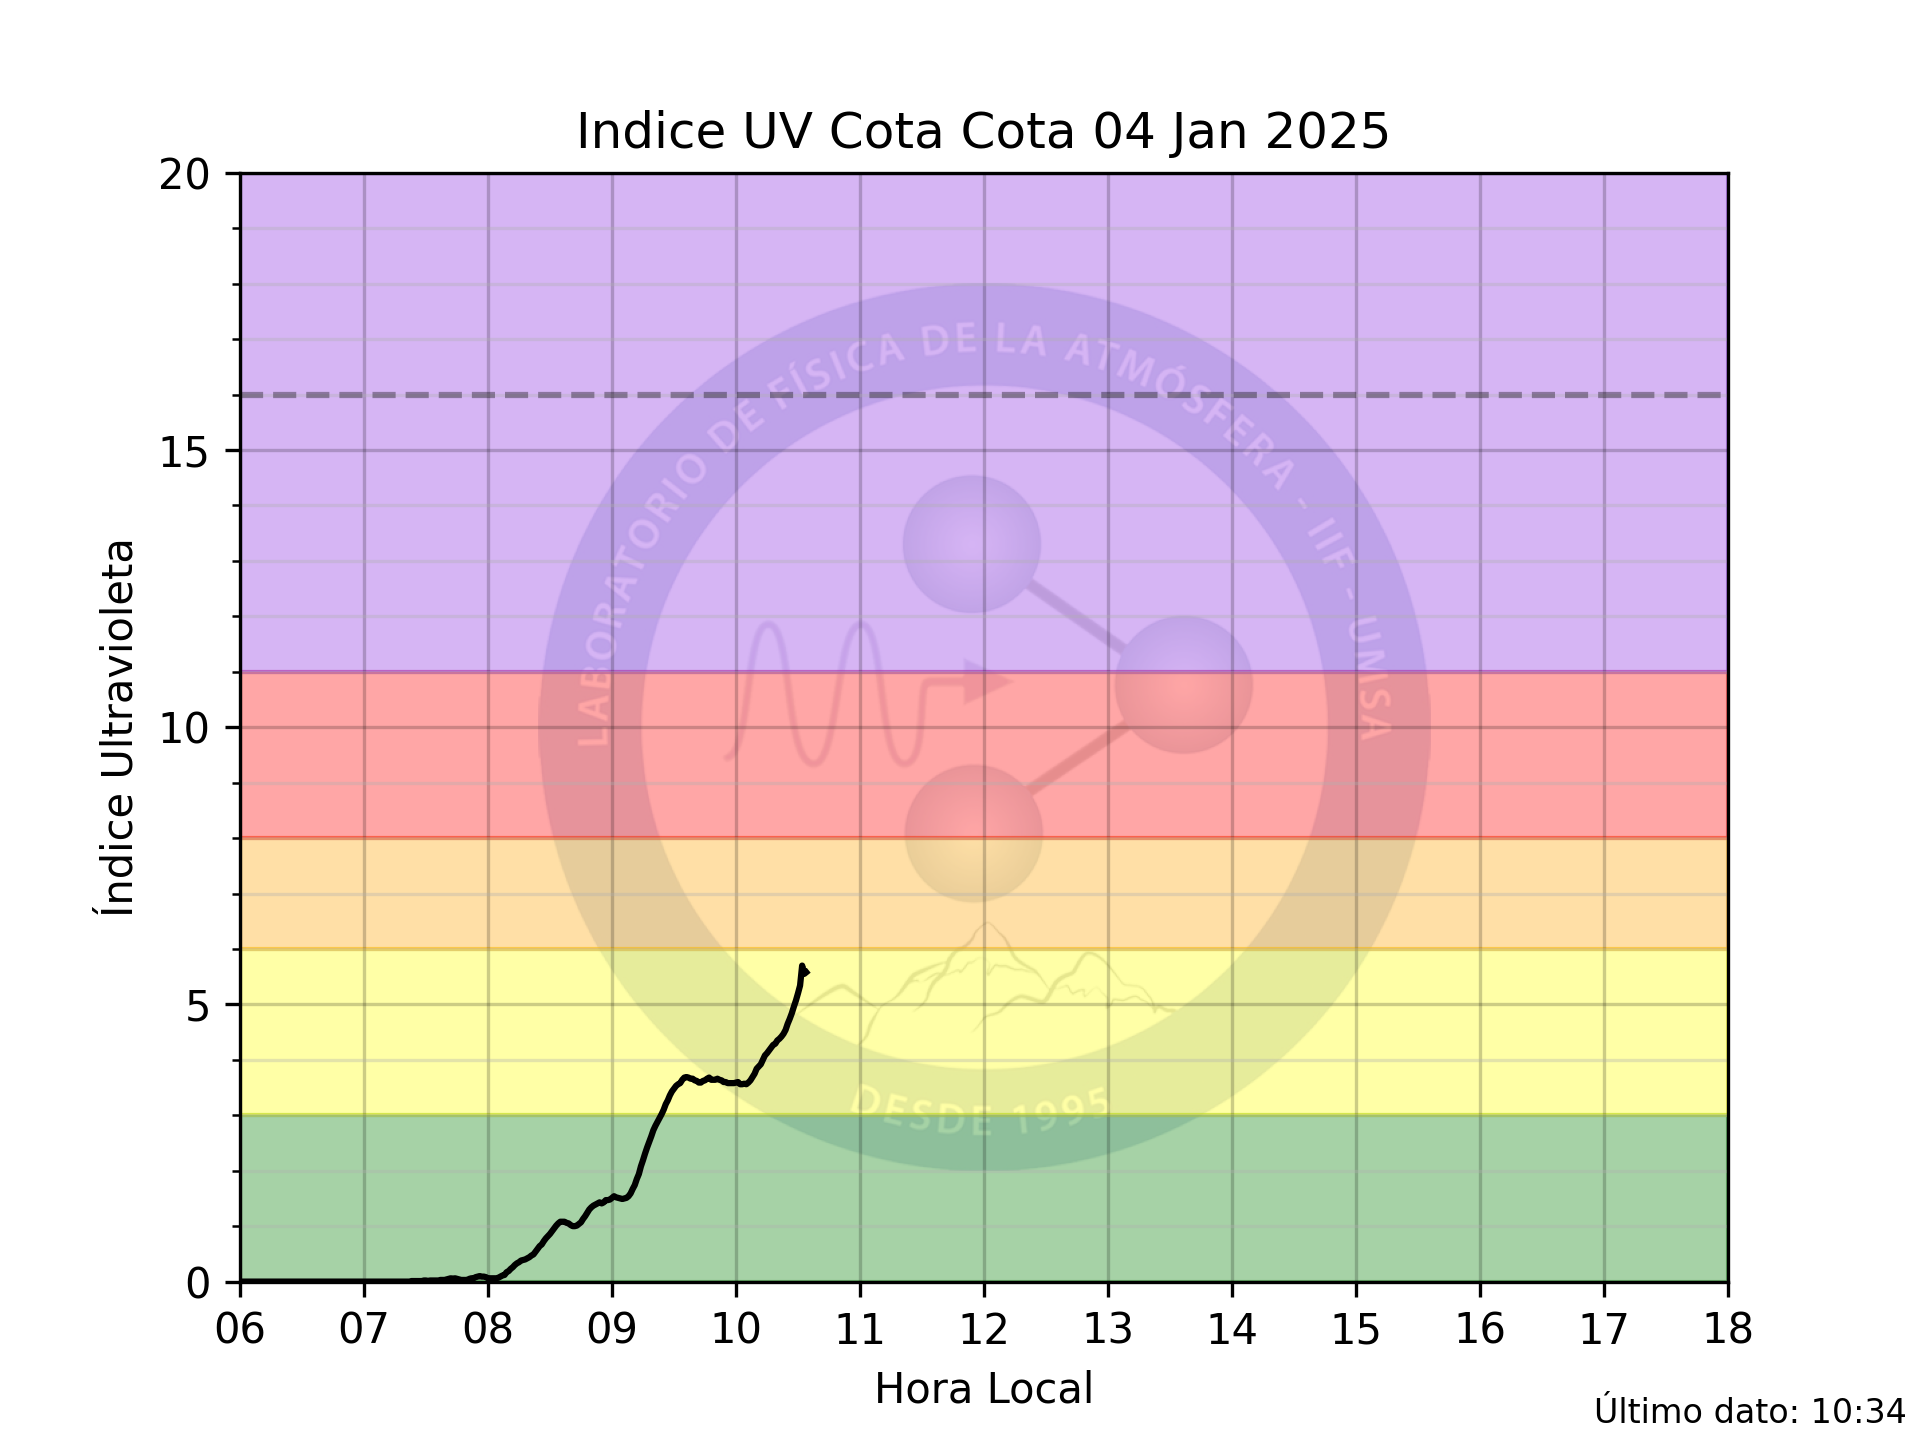 Indice UV Cota Cota 04 Jan 2025
20
15
10
5
0
Índice Ultravioleta
LABORATORIO DE FÍSICA DE LA ATMÓSFERA - IIF - UMSA
DESDE 1995
06 07 08 09 10 11 12 13 14 15 16 17 18
Hora Local
Último dato: 10:34